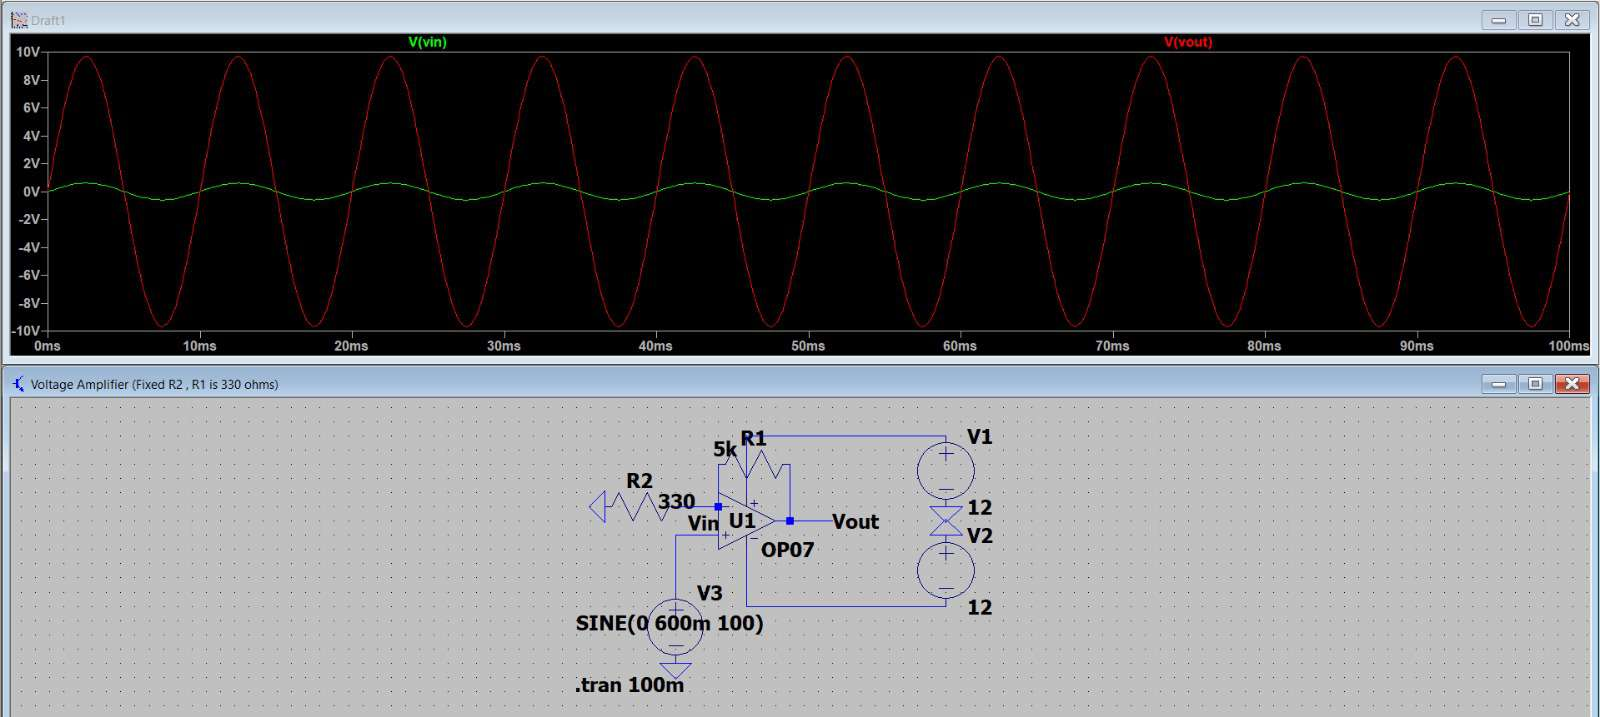 Draft1
V(vin) V(vout)
10V
8V
6V
4V
2V
0V
-2V
-4V
-6V
-8V
-10V
0ms 10ms 20ms 30ms 40ms 50ms 60ms 70ms 80ms 90ms 100ms
Voltage Amplifier (Fixed R2 , R1 is 330 ohms)
R1
V1
5k
R2
330
12
Vin
U1
Vout
V2
OP07
V3
12
SINE(0 600m 100)
.tran 100m